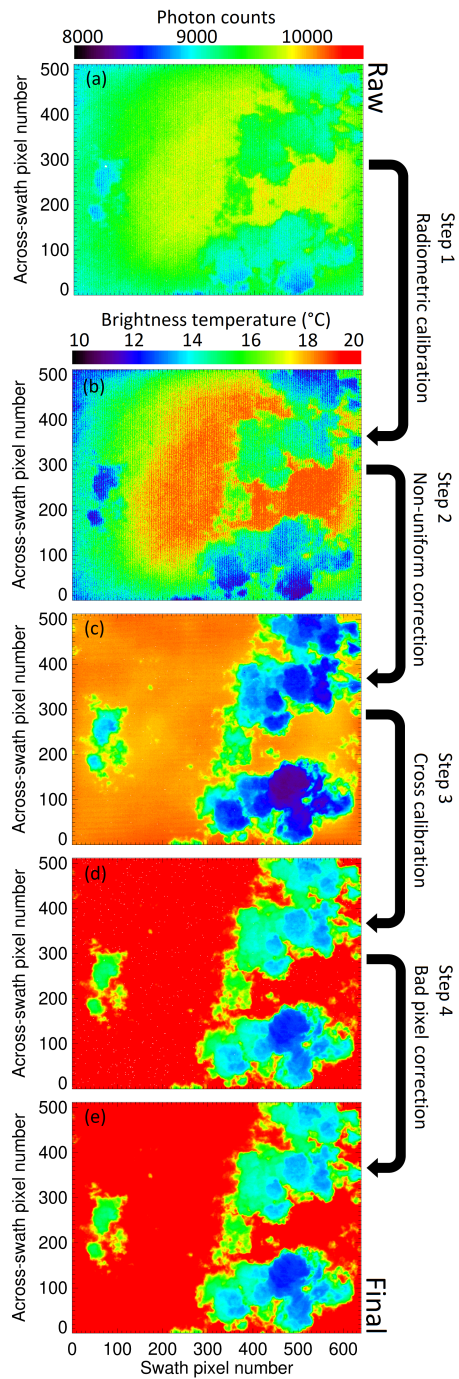 Photon counts
8000 9000 10000
(a)
Raw
Across-swath pixel number
500
400
300
200
100
0
Step 1
Radiometric calibration
Brightness temperature (°C)
10 12 14 16 18 20
(b)
Across-swath pixel number
500
400
300
200
100
0
Step 2
Non-uniform correction
(c)
Across-swath pixel number
500
400
300
200
100
0
Step 3
Cross calibration
(d)
Across-swath pixel number
500
400
300
200
100
0
Step 4
Bad pixel correction
(e)
Across-swath pixel number
500
400
300
200
100
0
Final
0 100 200 300 400 500 600
Swath pixel number